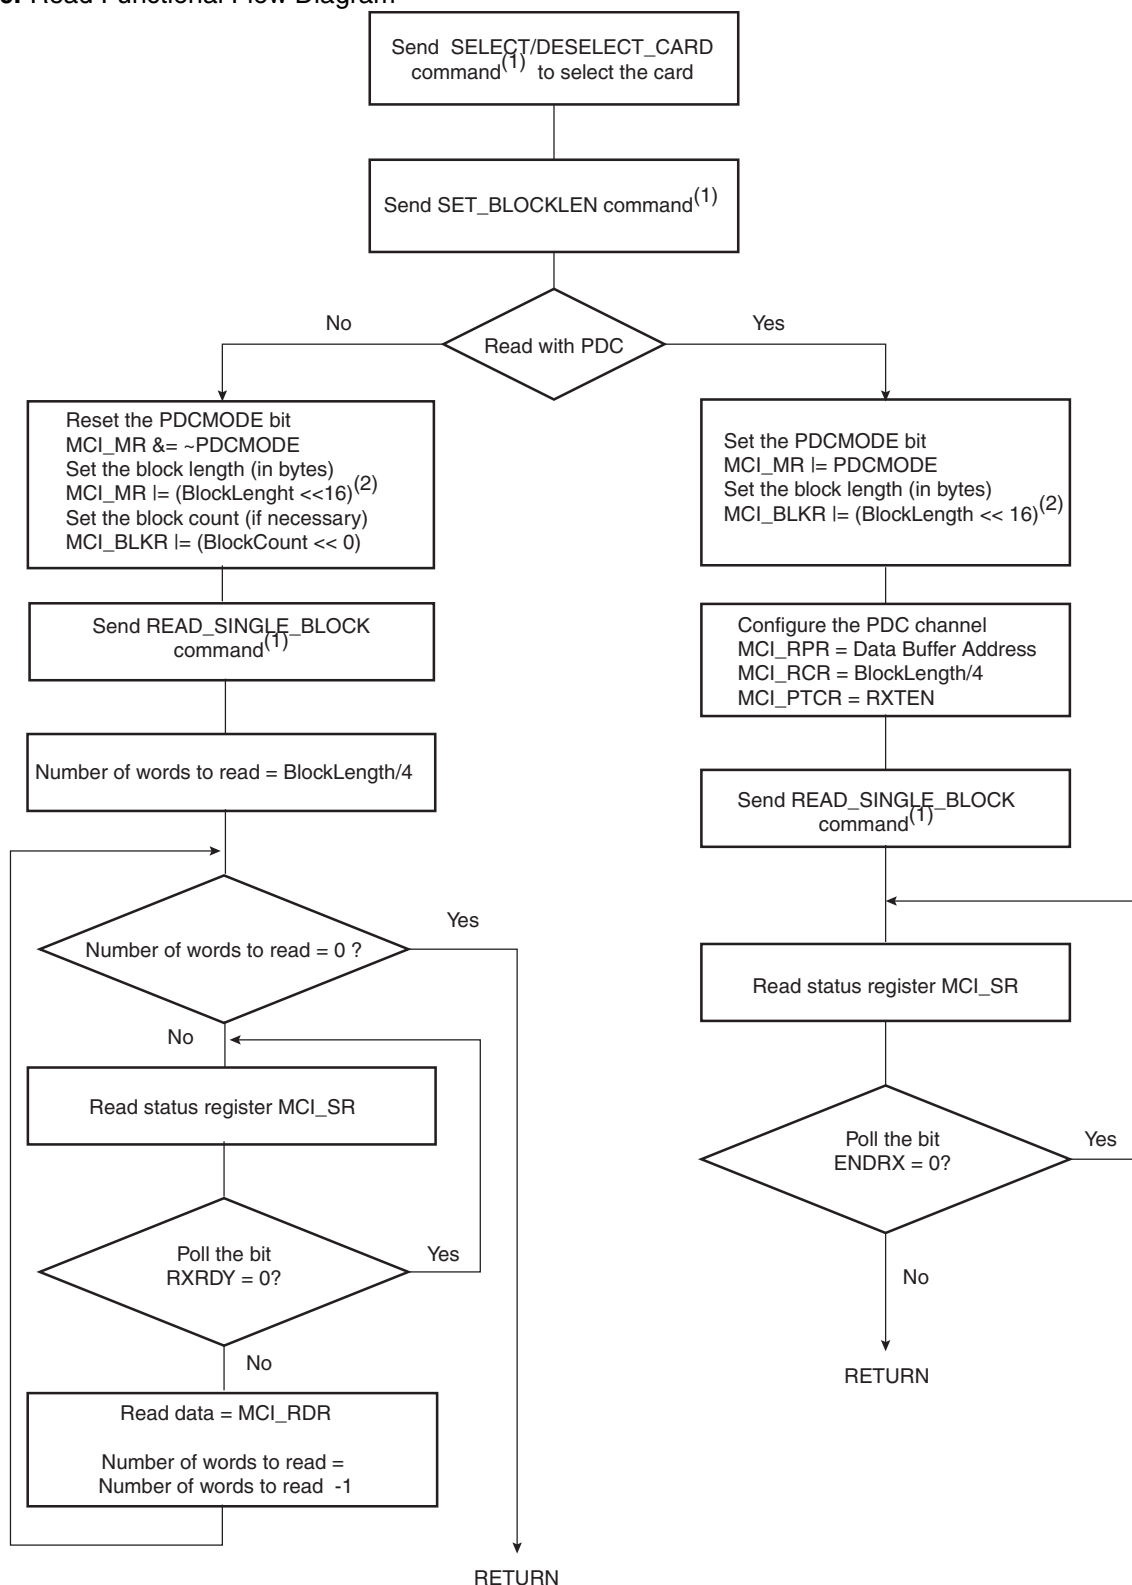 Read Functional Flow Diagram
Send SELECT/DESELECT_CARD
command(1) to select the card
Send SET_BLOCKLEN command(1)
Read with PDC
No
Yes
Reset the PDCMODE bit
MCI_MR &= ~PDCMODE
Set the block length (in bytes)
MCI_MR |= (BlockLenght <<16)(2)
Set the block count (if necessary)
MCI_BLKR |= (BlockCount << 0)
Send READ_SINGLE_BLOCK
command(1)
Number of words to read = BlockLength/4
Number of words to read = 0 ?
Yes
No
Read status register MCI_SR
Poll the bit
RXRDY = 0?
Yes
No
Read data = MCI_RDR
Number of words to read =
Number of words to read -1
RETURN
Set the PDCMODE bit
MCI_MR |= PDCMODE
Set the block length (in bytes)
MCI_BLKR |= (BlockLength << 16)(2)
Configure the PDC channel
MCI_RPR = Data Buffer Address
MCI_RCR = BlockLength/4
MCI_PTCR = RXTEN
Send READ_SINGLE_BLOCK
command(1)
Read status register MCI_SR
Poll the bit
ENDRX = 0?
Yes
No
RETURN